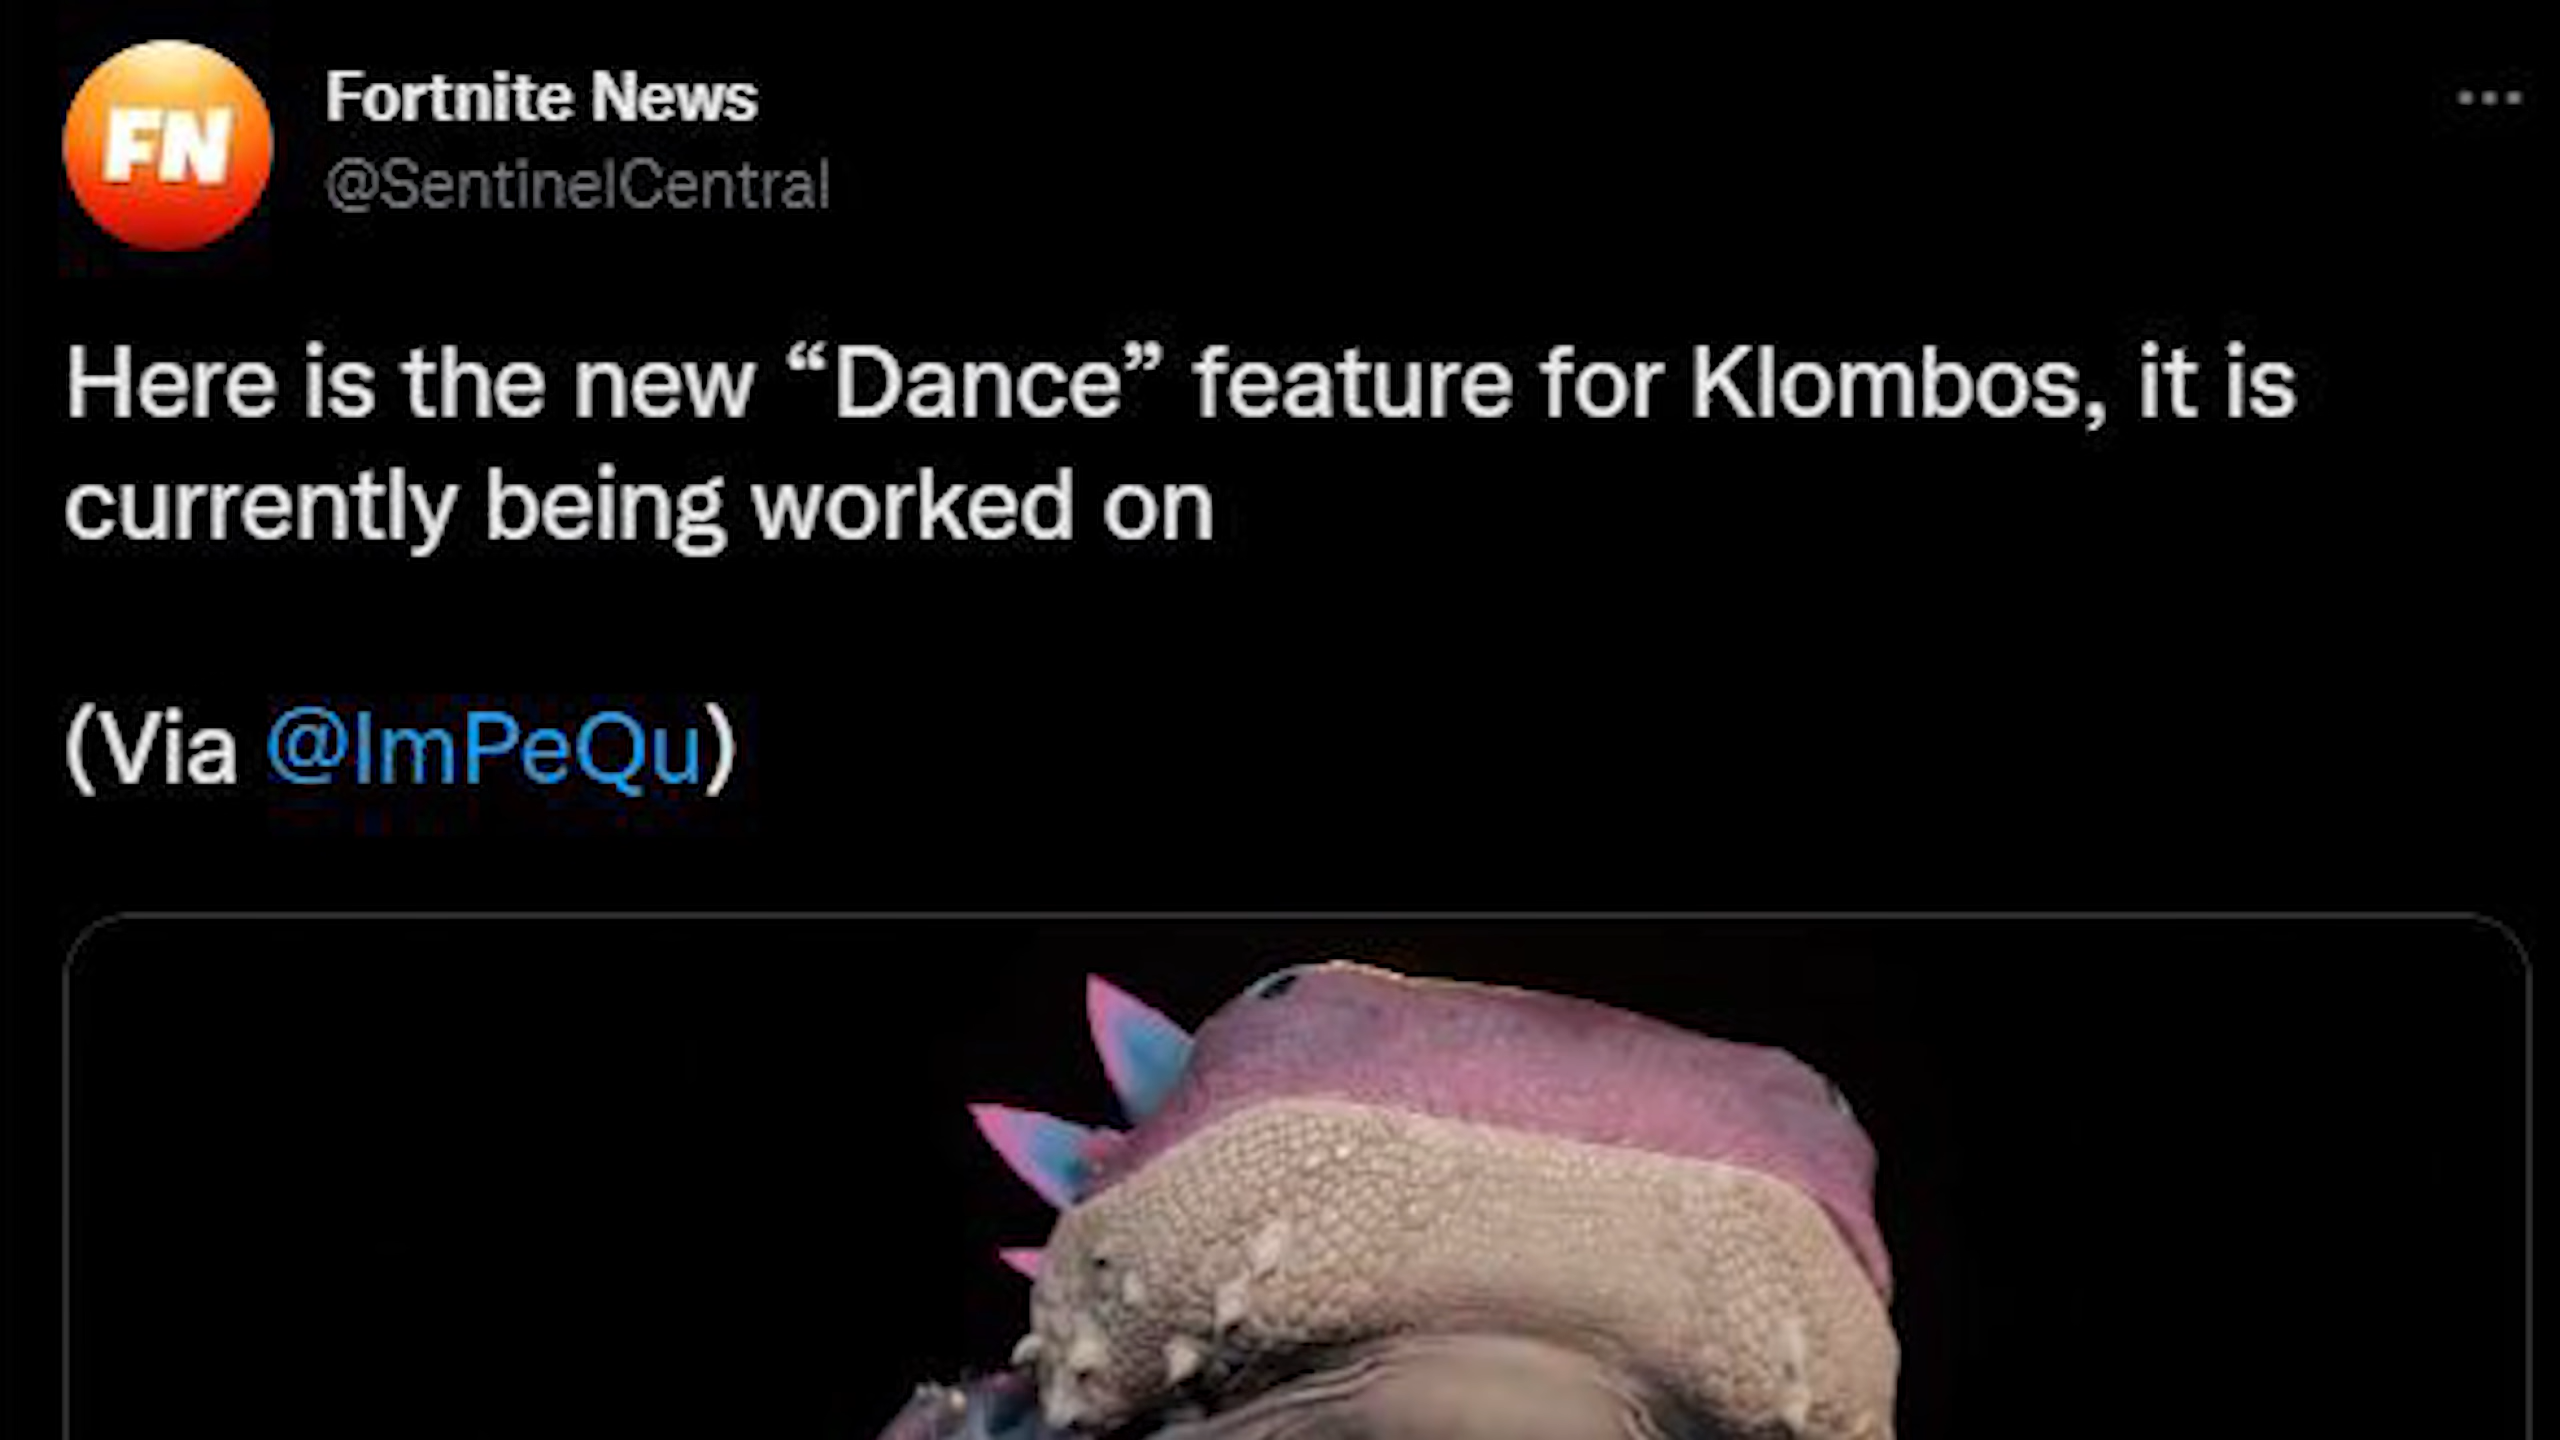 FN
Fortnite News
@SentinelCentral
Here is the new “Dance” feature for Klombos, it is
currently being worked on
(Via @ImPeQu)